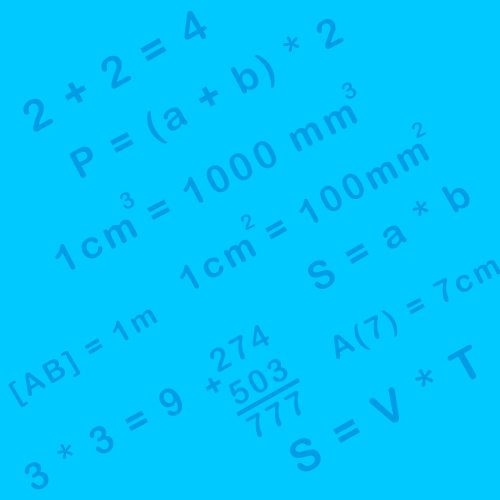 2 + 2 = 4
P = (a + b) * 2
1cm³ = 1000 mm³
1cm² = 100mm²
S = a * b
[AB] = 1m
A(7) = 7cm
274
+503
777
3 * 3 = 9
S = V * T